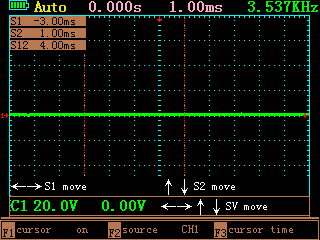 Auto 0.000s 1.00ms 3.537KHz
S1 -3.00ms
S2 1.00ms
S12 4.00ms
S1 move S2 move
C1 20.0V 0.00V SV move
F1 cursor on F2 source CH1 F3 cursor time